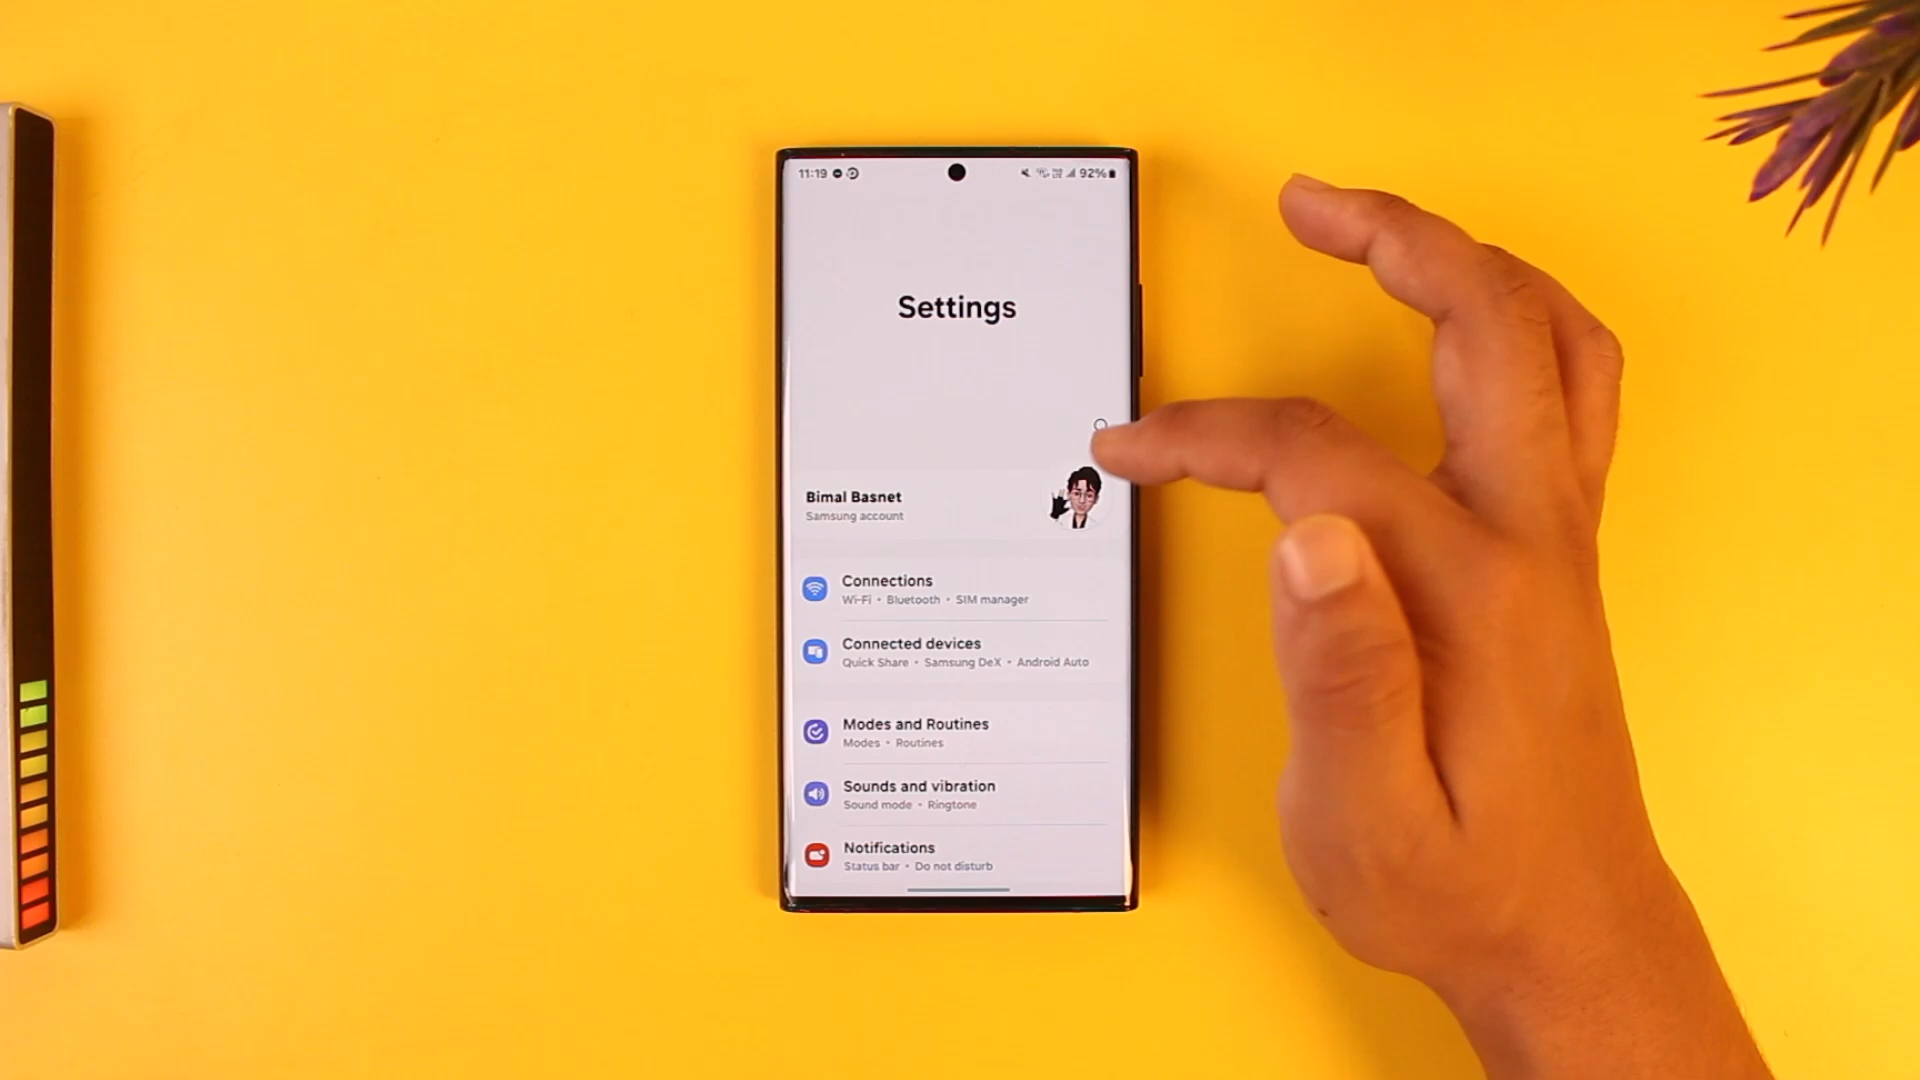 11:19
92%
Settings
Bimal Basnet
Samsung account
Connections
Wi-Fi • Bluetooth • SIM manager
Connected devices
Quick Share • Samsung DeX • Android Auto
Modes and Routines
Modes • Routines
Sounds and vibration
Sound mode • Ringtone
Notifications
Status bar • Do not disturb